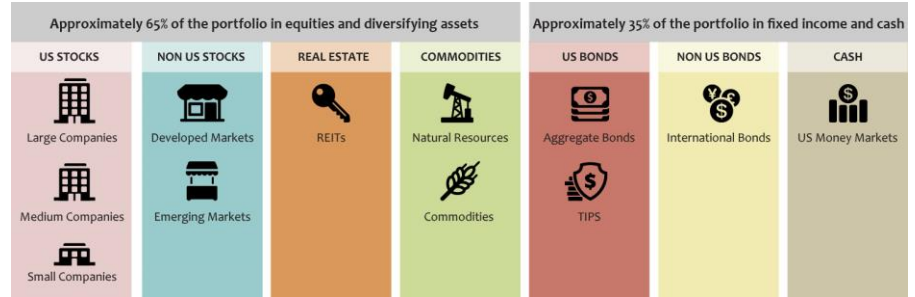 Approximately 65% of the portfolio in equities and diversifying assets
Approximately 35% of the portfolio in fixed income and cash
US STOCKS
NON US STOCKS
REAL ESTATE
COMMODITIES
US BONDS
NON US BONDS
CASH
Large Companies
Developed Markets
REITs
Natural Resources
Aggregate Bonds
International Bonds
US Money Markets
Medium Companies
Emerging Markets
Commodities
TIPS
Small Companies